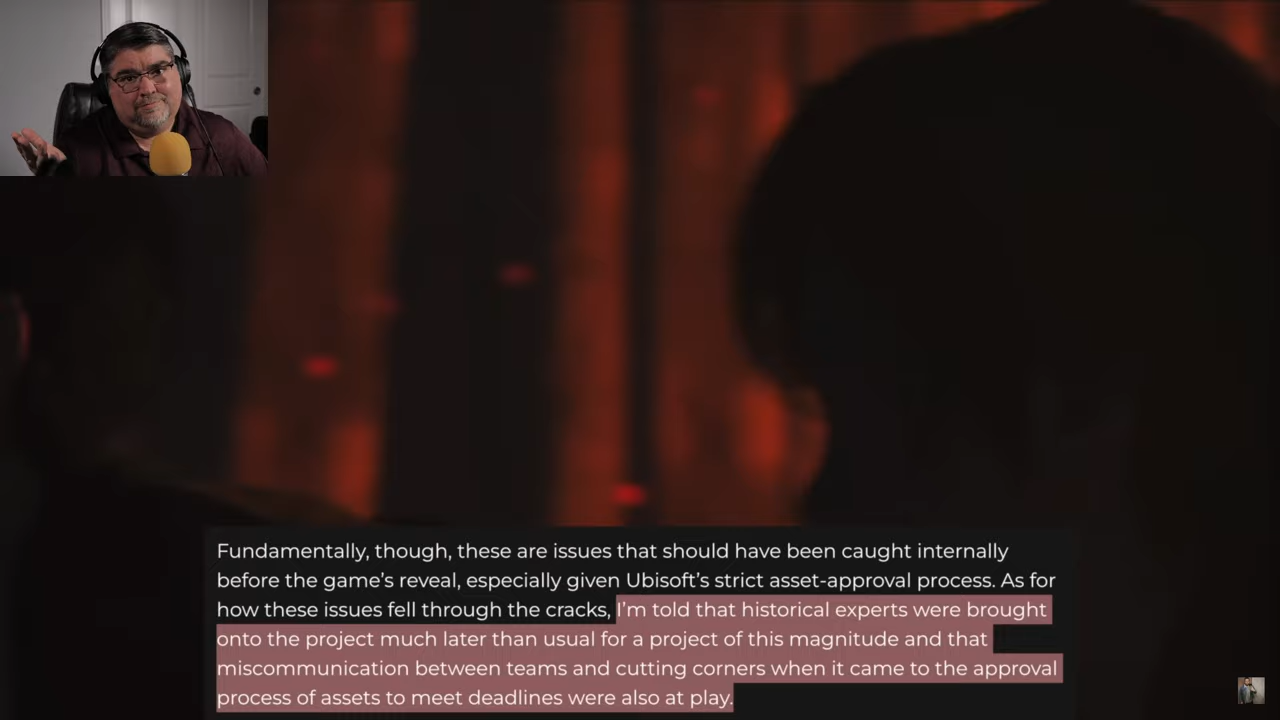 Fundamentally, though, these are issues that should have been caught internally
before the game’s reveal, especially given Ubisoft’s strict asset-approval process. As for
how these issues fell through the cracks, I’m told that historical experts were brought
onto the project much later than usual for a project of this magnitude and that
miscommunication between teams and cutting corners when it came to the approval
process of assets to meet deadlines were also at play.